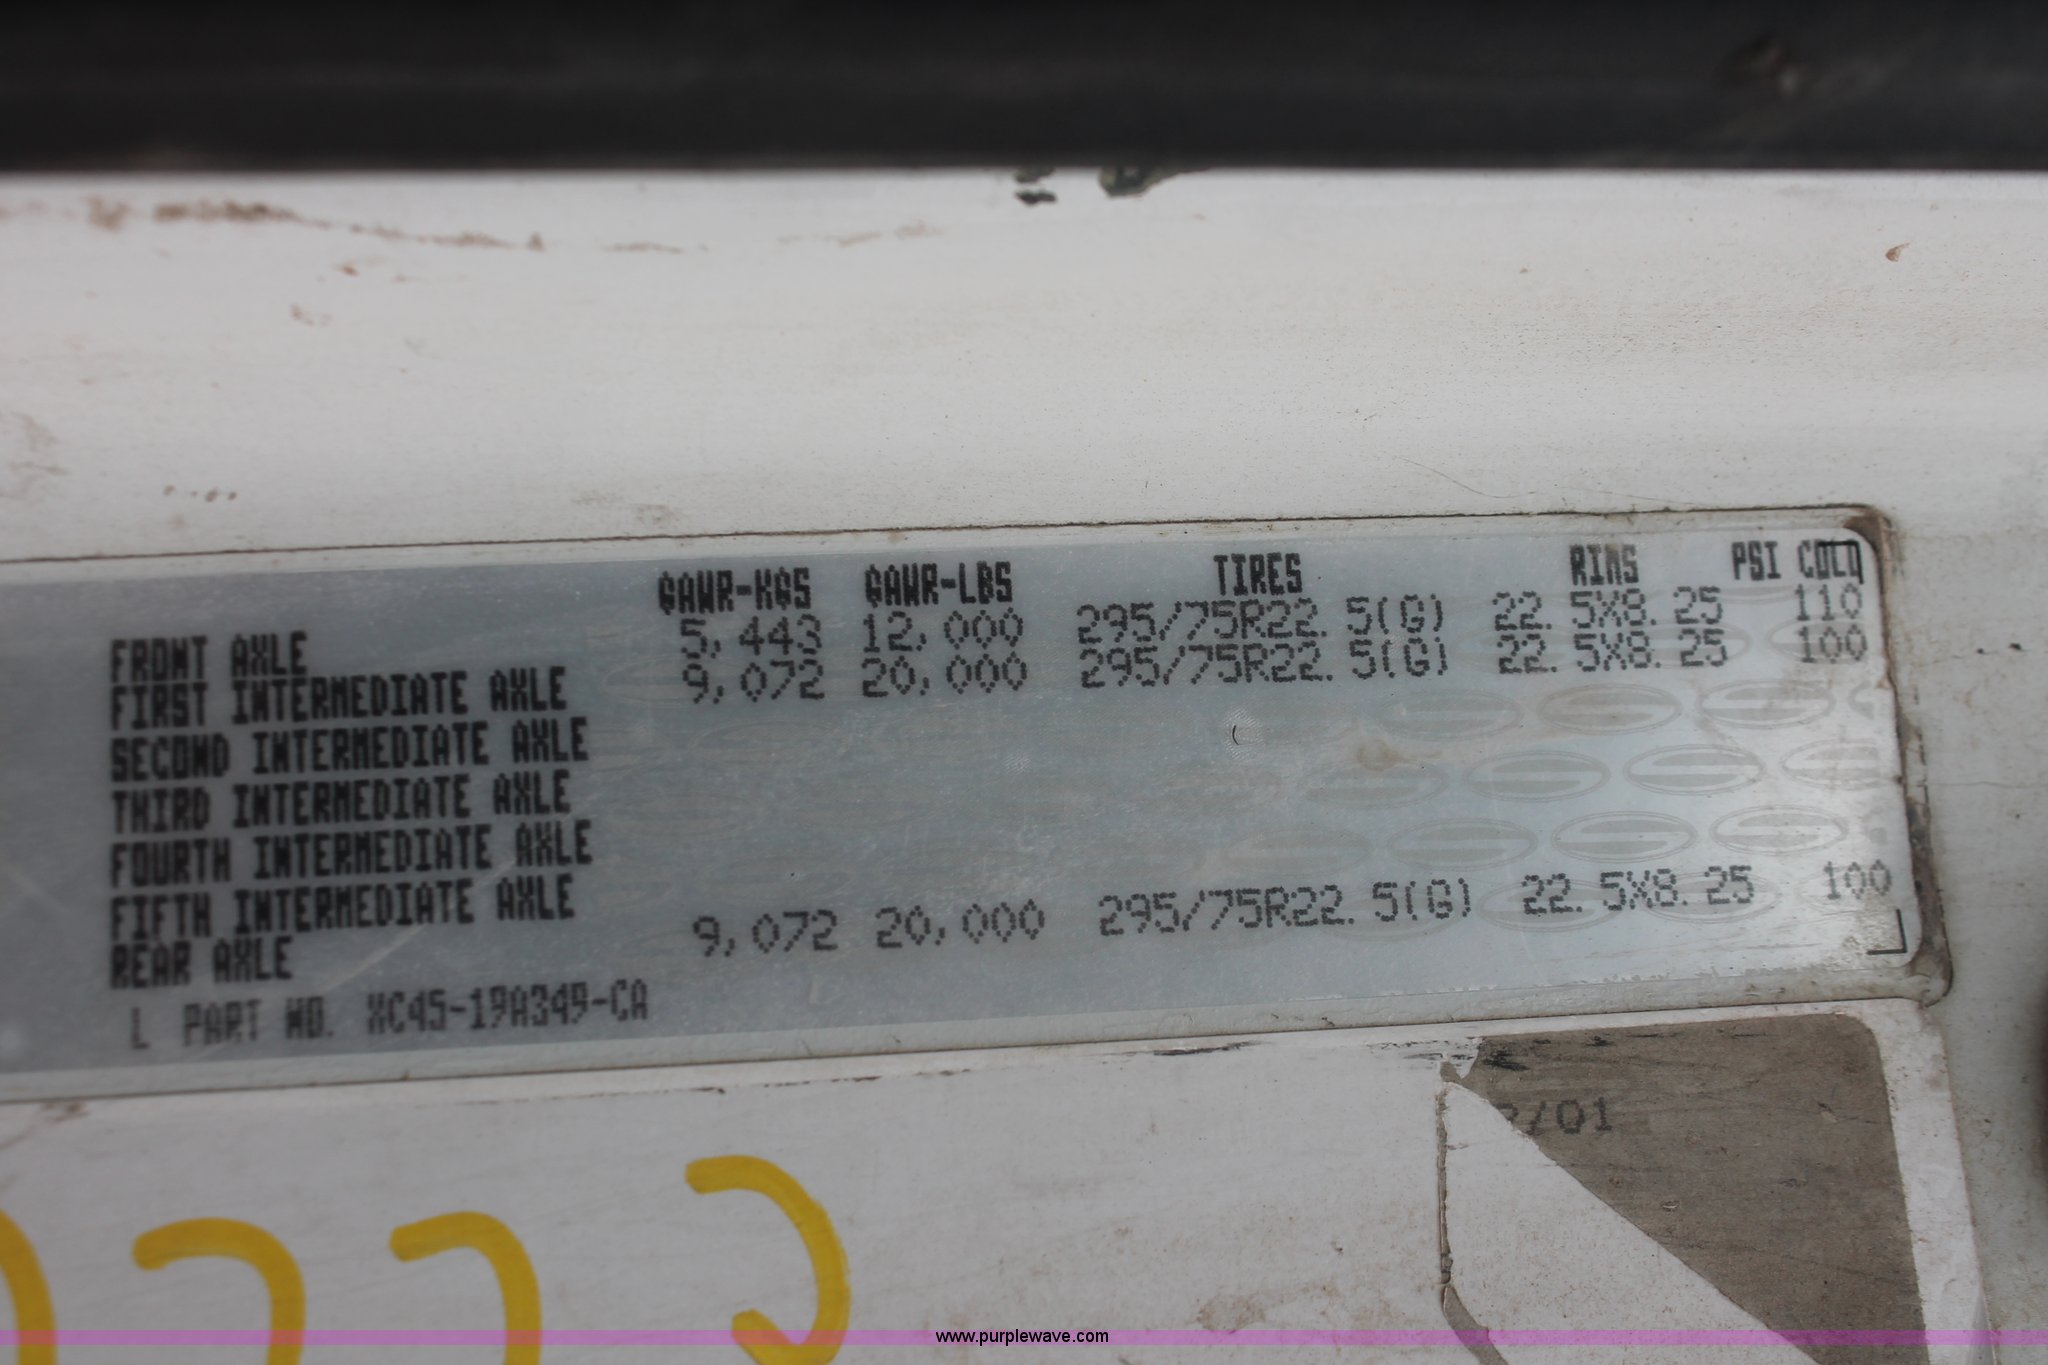 GAWR-KGS GAWR-LBS TIRES RIMS PSI COLD
FRONT AXLE 5,443 12,000 295/75R22.5(G) 22.5X8.25 110
FIRST INTERMEDIATE AXLE 9,072 20,000 295/75R22.5(G) 22.5X8.25 100
SECOND INTERMEDIATE AXLE
THIRD INTERMEDIATE AXLE
FOURTH INTERMEDIATE AXLE
FIFTH INTERMEDIATE AXLE
REAR AXLE 9,072 20,000 295/75R22.5(G) 22.5X8.25 100
L PART NO. XC45-19A349-CA
/01
www.purplewave.com